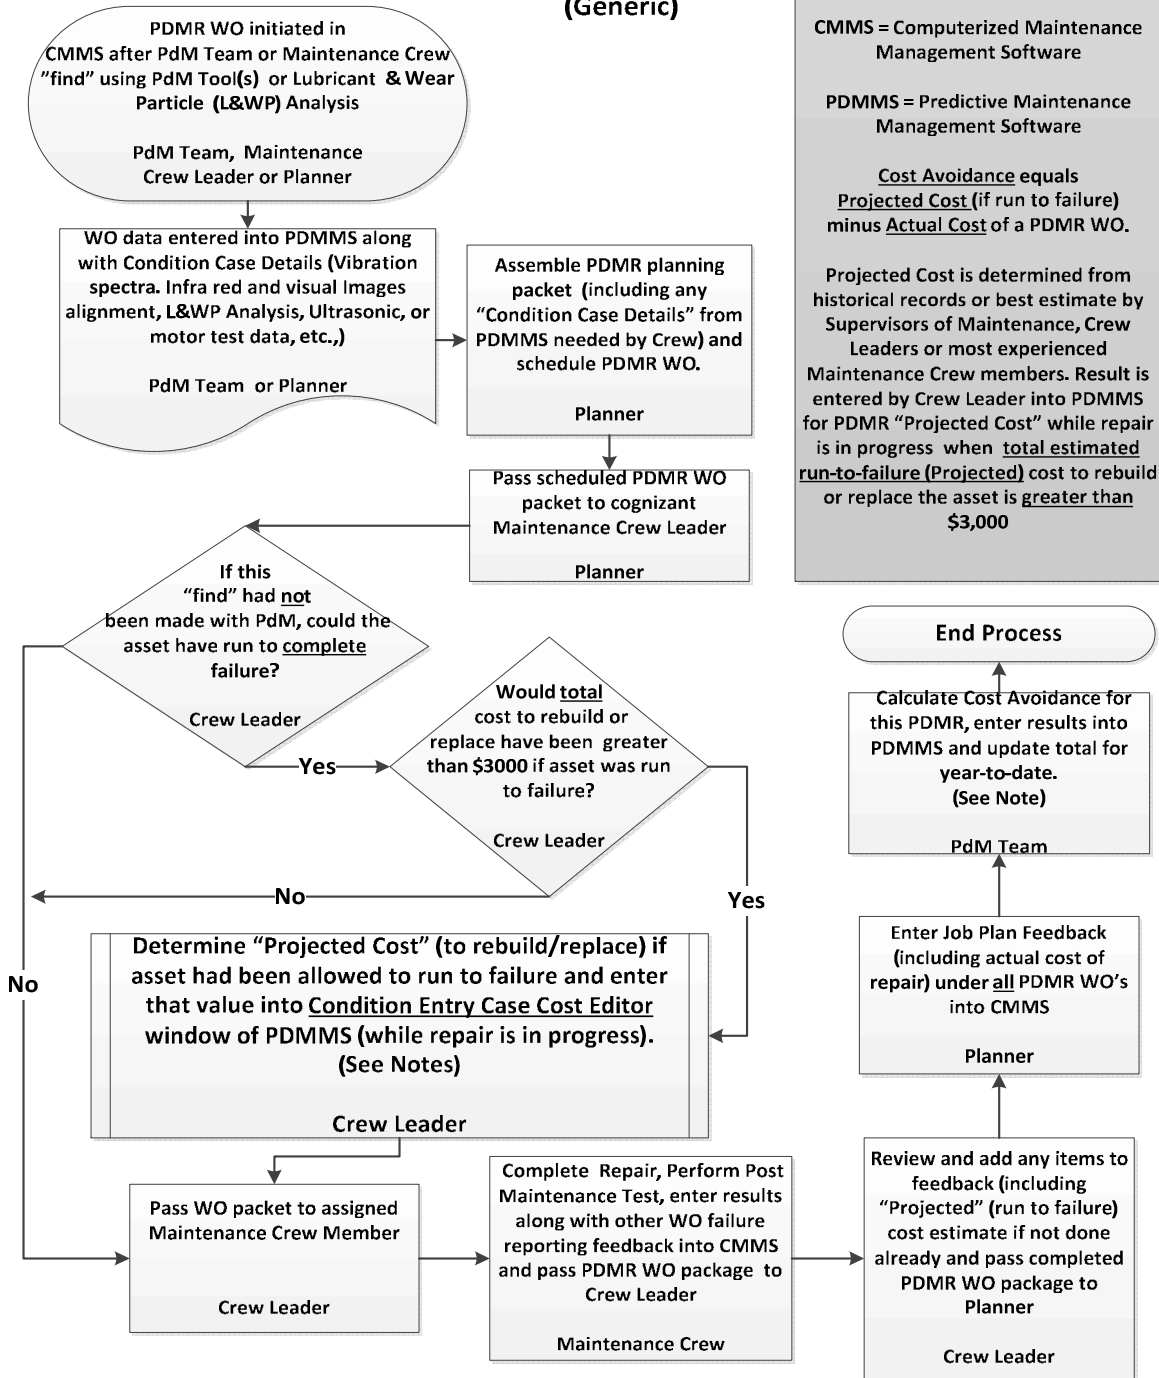 (Generic)
PDMR WO initiated in
CMMS after PdM Team or Maintenance Crew
”find” using PdM Tool(s) or Lubricant & Wear
Particle (L&WP) Analysis
PdM Team, Maintenance
Crew Leader or Planner
WO data entered into PDMMS along
with Condition Case Details (Vibration
spectra. Infra red and visual Images
alignment, L&WP Analysis, Ultrasonic, or
motor test data, etc.,)
PdM Team or Planner
Assemble PDMR planning
packet (including any
“Condition Case Details” from
PDMMS needed by Crew) and
schedule PDMR WO.
Planner
Pass scheduled PDMR WO
packet to cognizant
Maintenance Crew Leader
Planner
CMMS = Computerized Maintenance
Management Software
PDMMS = Predictive Maintenance
Management Software
Cost Avoidance equals
Projected Cost (if run to failure)
minus Actual Cost of a PDMR WO.
Projected Cost is determined from
historical records or best estimate by
Supervisors of Maintenance, Crew
Leaders or most experienced
Maintenance Crew members. Result is
entered by Crew Leader into PDMMS
for PDMR “Projected Cost” while repair
is in progress when total estimated
run-to-failure (Projected) cost to rebuild
or replace the asset is greater than
$3,000
If this
“find” had not
been made with PdM, could the
asset have run to complete
failure?
Crew Leader
Yes
Would total
cost to rebuild or
replace have been greater
than $3000 if asset was run
to failure?
Crew Leader
No
Yes
No
Determine “Projected Cost” (to rebuild/replace) if
asset had been allowed to run to failure and enter
that value into Condition Entry Case Cost Editor
window of PDMMS (while repair is in progress).
(See Notes)
Crew Leader
Pass WO packet to assigned
Maintenance Crew Member
Crew Leader
Complete Repair, Perform Post
Maintenance Test, enter results
along with other WO failure
reporting feedback into CMMS
and pass PDMR WO package to
Crew Leader
Maintenance Crew
Review and add any items to
feedback (including
“Projected” (run to failure)
cost estimate if not done
already and pass completed
PDMR WO package to
Planner
Crew Leader
Enter Job Plan Feedback
(including actual cost of
repair) under all PDMR WO’s
into CMMS
Planner
Calculate Cost Avoidance for
this PDMR, enter results into
PDMMS and update total for
year-to-date.
(See Note)
PdM Team
End Process